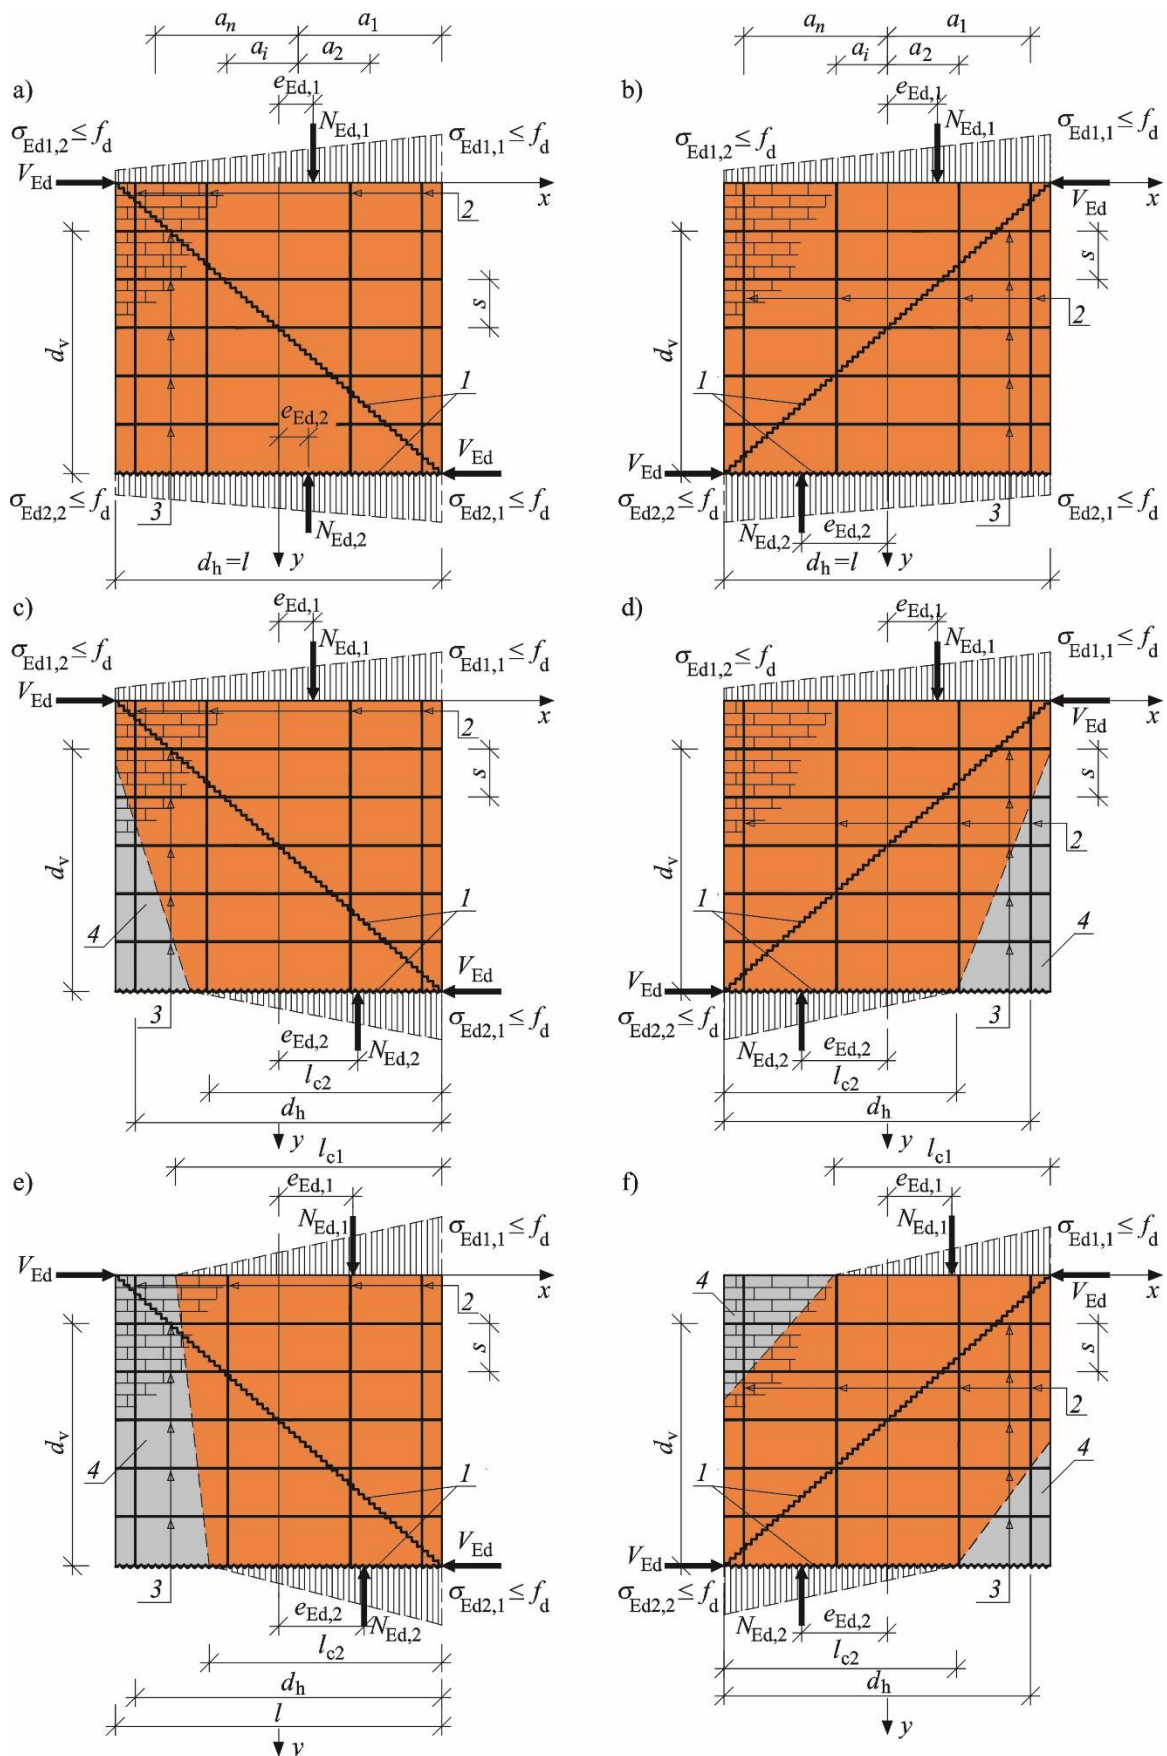 aₙ a₁ aₙ a₁
aᵢ a₂ aᵢ a₂
a) e_Ed,1 b) e_Ed,1
σ_Ed1,2 ≤ f_d N_Ed,1 σ_Ed1,1 ≤ f_d σ_Ed1,2 ≤ f_d N_Ed,1 σ_Ed1,1 ≤ f_d
V_Ed x x
2 V_Ed
s s
d_v d_v 2
1 1
e_Ed,2
V_Ed V_Ed
σ_Ed2,2 ≤ f_d 3 σ_Ed2,1 ≤ f_d σ_Ed2,2 ≤ f_d 3 σ_Ed2,1 ≤ f_d
N_Ed,2 N_Ed,2 e_Ed,2
d_h=l y d_h=l y
c) e_Ed,1 d) e_Ed,1
σ_Ed1,2 ≤ f_d N_Ed,1 σ_Ed1,1 ≤ f_d σ_Ed1,2 ≤ f_d N_Ed,1 σ_Ed1,1 ≤ f_d
V_Ed x x
2 V_Ed
s s
d_v d_v 2
4 1 1 4
V_Ed V_Ed
3 σ_Ed2,1 ≤ f_d σ_Ed2,2 ≤ f_d 3
e_Ed,2 N_Ed,2 N_Ed,2 e_Ed,2
l_c2 l_c2
d_h d_h
y l_c1 y l_c1
e) e_Ed,1 f) e_Ed,1
N_Ed,1 σ_Ed1,1 ≤ f_d N_Ed,1 σ_Ed1,1 ≤ f_d
V_Ed x 4 x
2 V_Ed
s s
d_v d_v 2
4 1 1 4
V_Ed V_Ed
3 σ_Ed2,1 ≤ f_d σ_Ed2,2 ≤ f_d 3
e_Ed,2 N_Ed,2 N_Ed,2 e_Ed,2
l_c2 l_c2
d_h d_h
l
y y